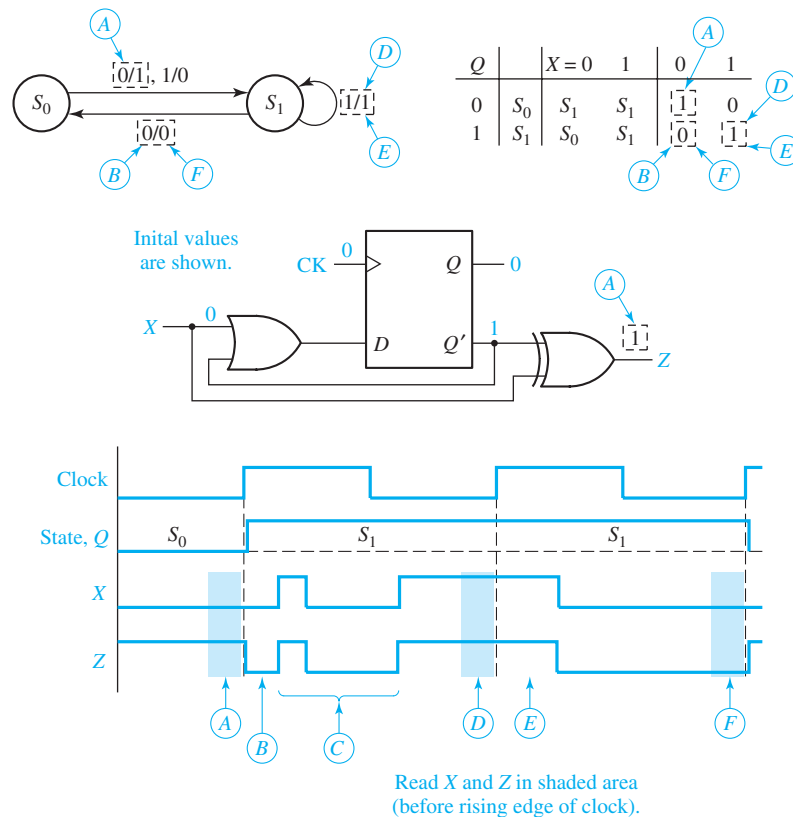 A
D
0/1, 1/0
S0
S1
1/1
0/0
B
F
E
A
Q X = 0 1 0 1
D
0 S0 S1 S1 1 0
1 S1 S0 S1 0 1
B
F
E
Inital values
are shown.
0
CK
Q
0
A
X
0
D
Q'
1
1
Z
Clock
State, Q
S0
S1
S1
X
Z
A
B
C
D
E
F
Read X and Z in shaded area
(before rising edge of clock).